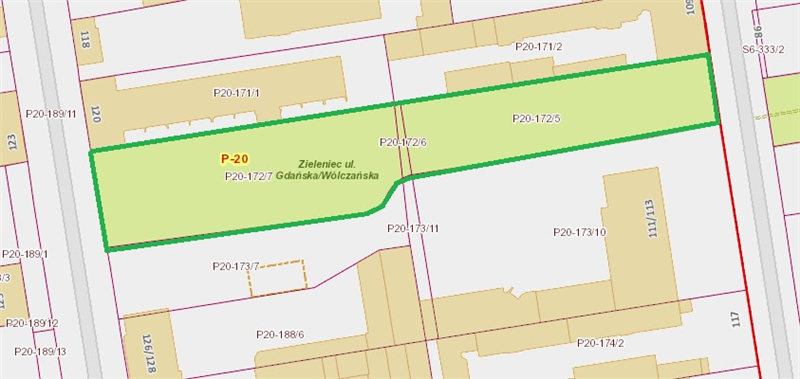 109
118
P20-171/2
98
S6-333/2
P20-171/1
P20-189/11
120
123
P20-172/5
P20-172/6
P-20
Zieleniec ul.
Gdańska/Wólczańska
P20-172/7
111/113
P20-173/11
P20-173/10
P20-189/1
P20-173/7
117
P20-189/12
P20-188/6
126/128
P20-174/2
P20-189/13